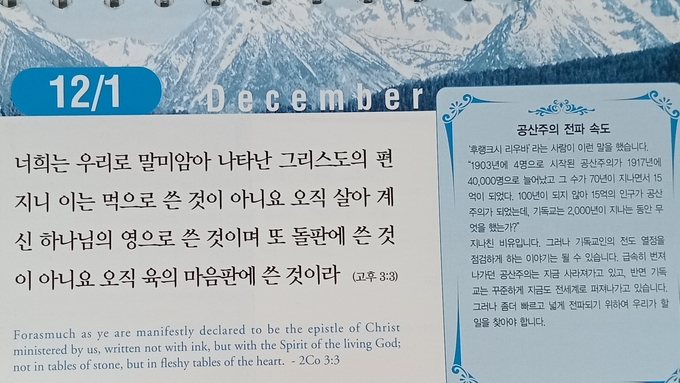 12/1
December
너희는 우리로 말미암아 나타난 그리스도의 편
지니 이는 먹으로 쓴 것이 아니요 오직 살아 계
신 하나님의 영으로 쓴 것이며 또 돌판에 쓴 것
이 아니요 오직 육의 마음판에 쓴 것이라 (고후 3:3)
Forasmuch as ye are manifestly declared to be the epistle of Christ
ministered by us, written not with ink, but with the Spirit of the living God;
not in tables of stone, but in fleshy tables of the heart. - 2Co 3:3
공산주의 전파 속도
'후랭크시 리우바' 라는 사람이 이런 말을 했습니다.
"1903년에 4명으로 시작된 공산주의가 1917년에
40,000명으로 늘어났고 그 수가 70년이 지나면서 15
억이 되었다. 100년이 되지 않아 15억의 인구가 공산
주의가 되었는데, 기독교는 2,000년이 지나는 동안 무
엇을 했는가?"
지나친 비유입니다. 그러나 기독교인의 전도 열정을
점검하게 하는 이야기는 될 수 있습니다. 급속히 번져
나가던 공산주의는 지금 사라져가고 있고, 반면 기독
교는 꾸준하게 지금도 전세계로 퍼져나가고 있습니다.
그러나 좀더 빠르고 넓게 전파되기 위하여 우리가 할
일을 찾아야 합니다.